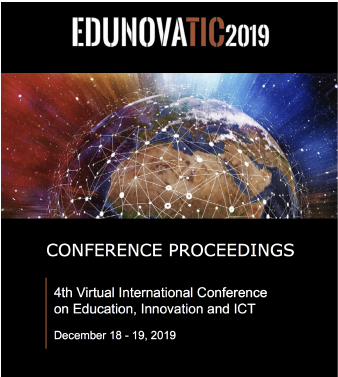 EDUNOVATIC2019
CONFERENCE PROCEEDINGS
4th Virtual International Conference
on Education, Innovation and ICT
December 18 - 19, 2019